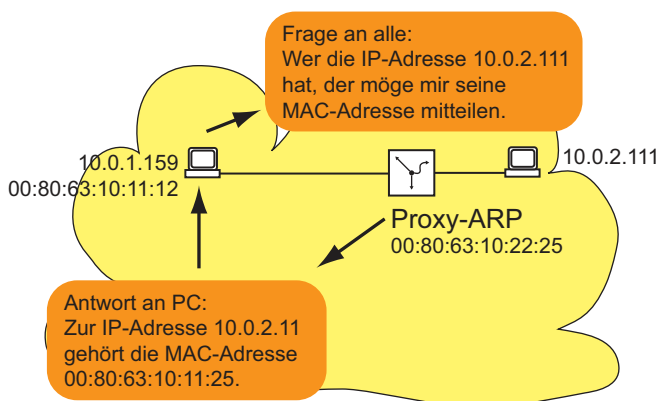 Frage an alle:
Wer die IP-Adresse 10.0.2.111
hat, der möge mir seine
MAC-Adresse mitteilen.
10.0.1.159
00:80:63:10:11:12
10.0.2.111
Proxy-ARP
00:80:63:10:22:25
Antwort an PC:
Zur IP-Adresse 10.0.2.11
gehört die MAC-Adresse
00:80:63:10:11:25.